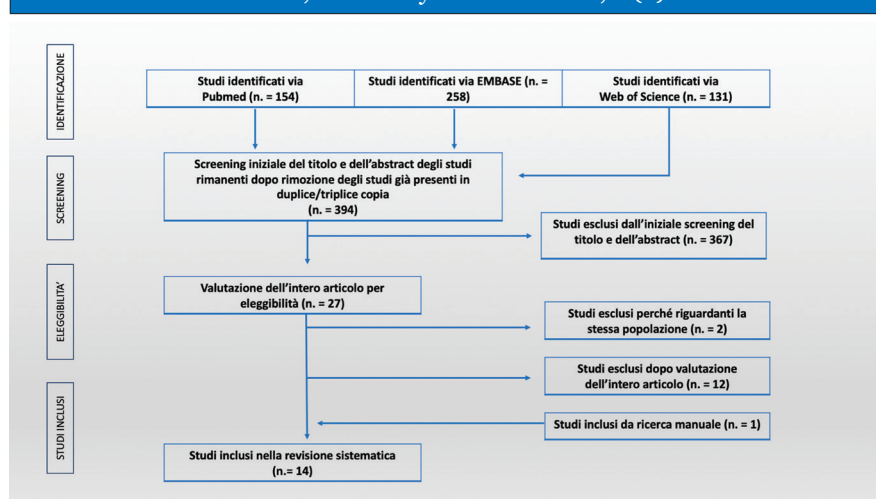 IDENTIFICAZIONE
Studi identificati via
Pubmed (n. = 154)
Studi identificati via EMBASE (n. =
258)
Studi identificati via
Web of Science (n. = 131)
SCREENING
Screening iniziale del titolo e dell'abstract degli studi
rimanenti dopo rimozione degli studi già presenti in
duplice/triplice copia
(n. = 394)
Studi esclusi dall'iniziale screening del
titolo e dell'abstract (n. = 367)
ELEGGIBILITA'
Valutazione dell'intero articolo per
eleggibilità (n. = 27)
Studi esclusi perché riguardanti la
stessa popolazione (n. = 2)
Studi esclusi dopo valutazione
dell'intero articolo (n. = 12)
STUDI INCLUSI
Studi inclusi da ricerca manuale (n. = 1)
Studi inclusi nella revisione sistematica
(n.= 14)